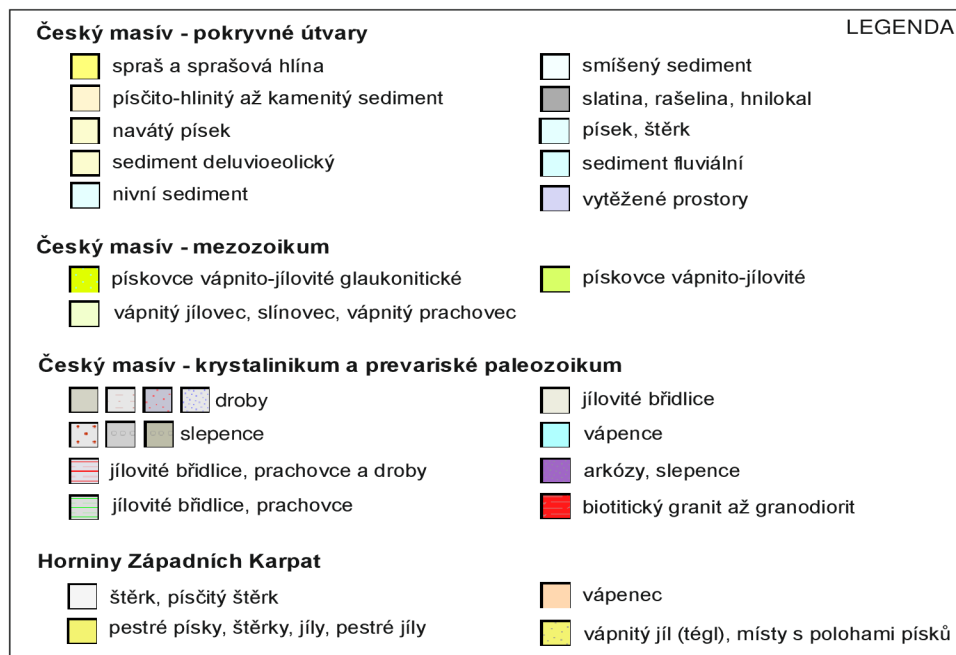 LEGENDA
Český masív - pokryvné útvary
spraš a sprašová hlína
písčito-hlinitý až kamenitý sediment
navátý písek
sediment deluvioeolický
nivní sediment
smíšený sediment
slatina, rašelina, hnilokal
písek, štěrk
sediment fluviální
vytěžené prostory
Český masív - mezozoikum
pískovce vápnito-jílovité glaukonitické
vápnitý jílovec, slínovec, vápnitý prachovec
pískovce vápnito-jílovité
Český masív - krystalinikum a prevariské paleozoikum
droby
slepence
jílovité břidlice, prachovce a droby
jílovité břidlice, prachovce
jílovité břidlice
vápence
arkózy, slepence
biotitický granit až granodiorit
Horniny Západních Karpat
štěrk, písčitý štěrk
pestré písky, štěrky, jíly, pestré jíly
vápenec
vápnitý jíl (tégl), místy s polohami písků